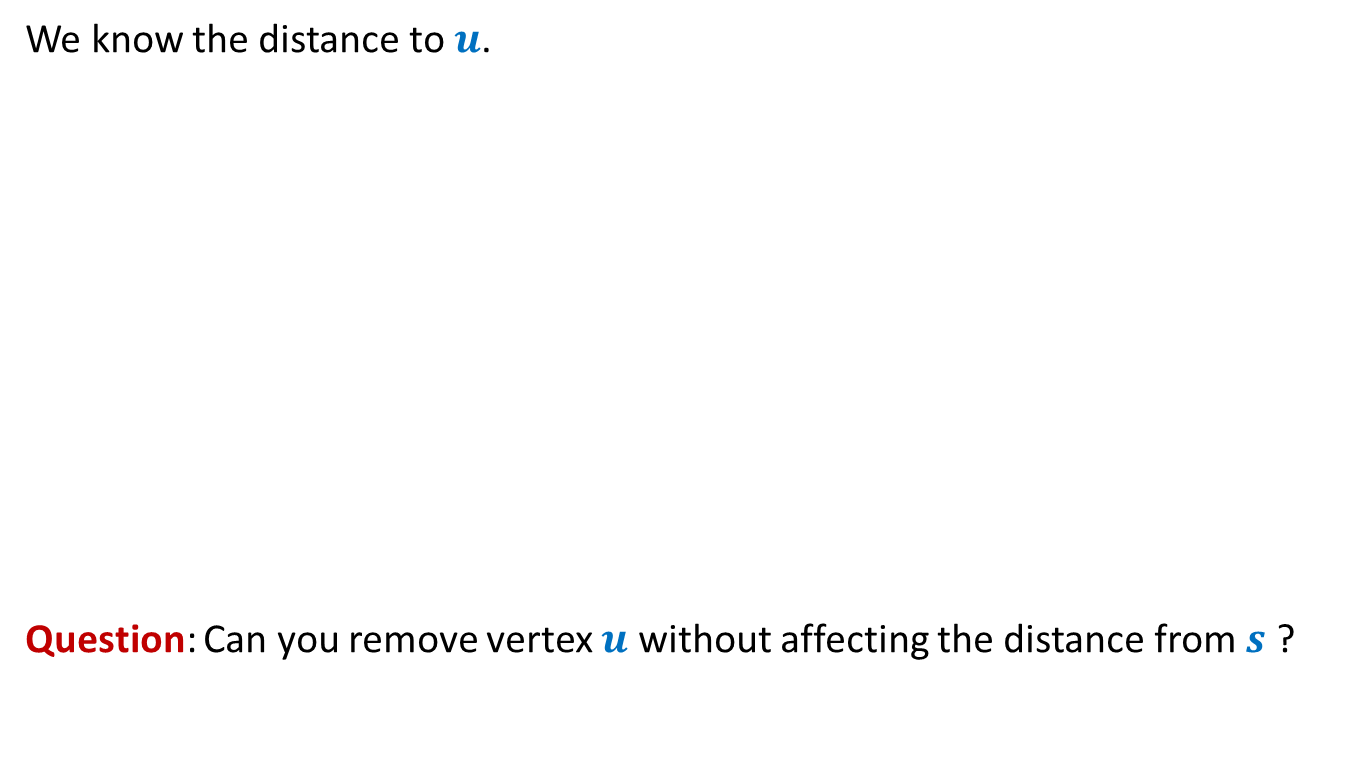 We know the distance to u.
Question: Can you remove vertex u without affecting the distance from s ?